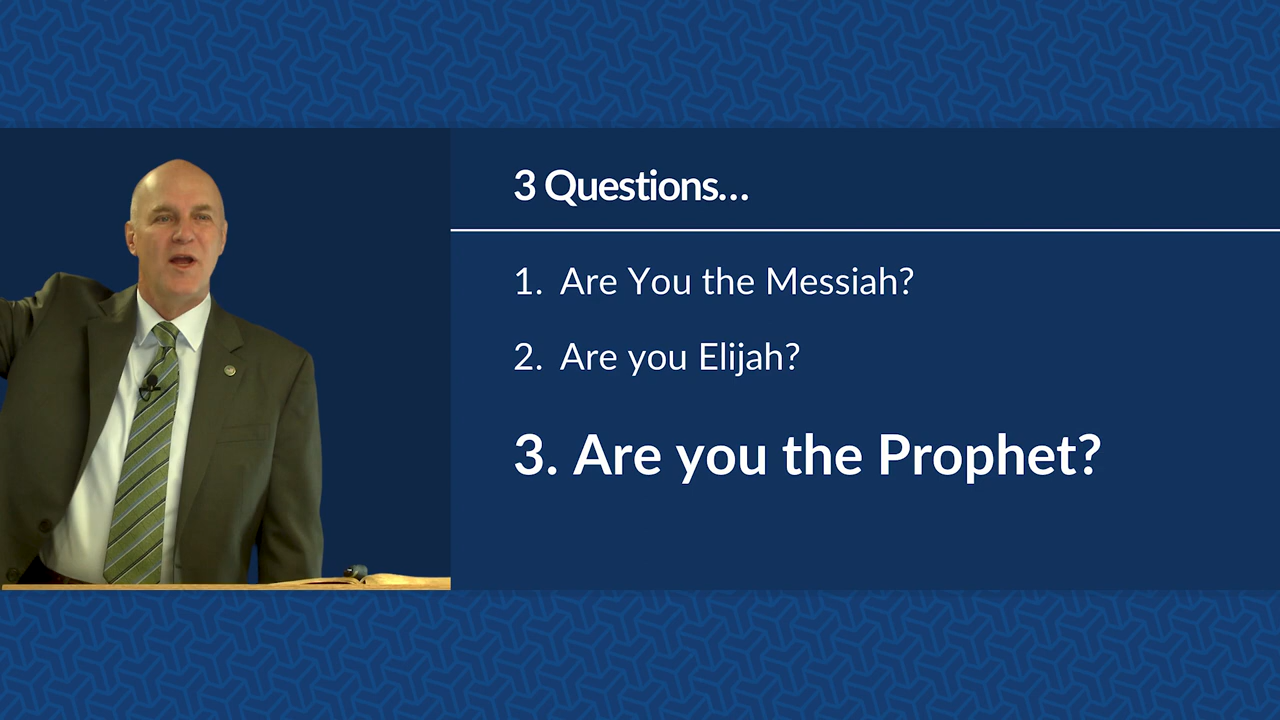 3 Questions...
1. Are You the Messiah?
2. Are you Elijah?
3. Are you the Prophet?